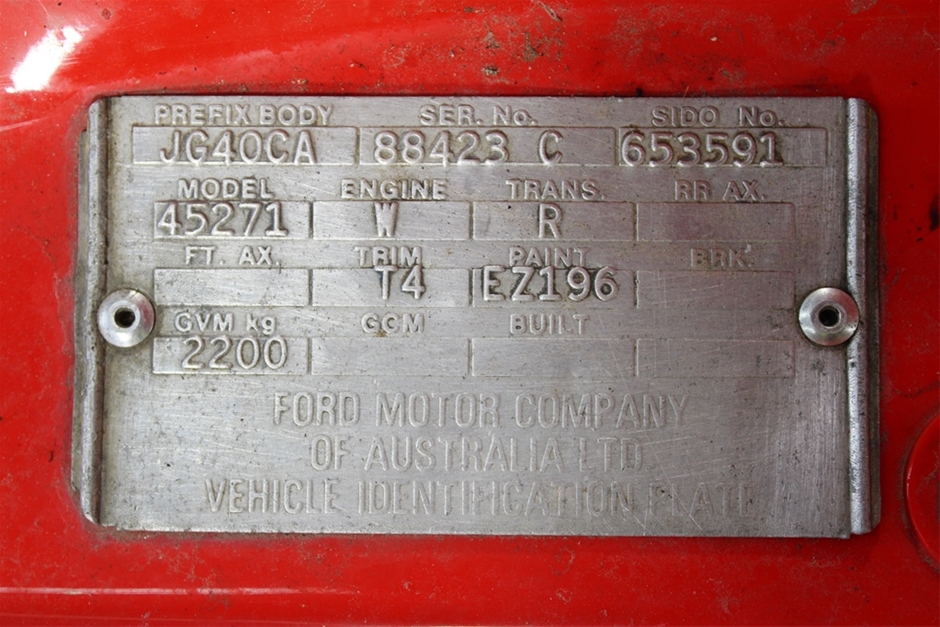 PREFIX BODY SER. No. SIDO No.
JG40CA 88423 C 653591
MODEL ENGINE TRANS. RR AX.
45271 W R
FT. AX. TRIM PAINT BRK.
T4 EZ196
GVM kg GCM BUILT
2200
FORD MOTOR COMPANY
OF AUSTRALIA LTD
VEHICLE IDENTIFICATION PLATE